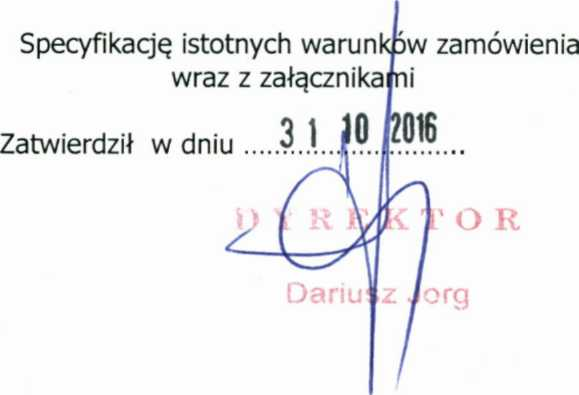 Specyfikację istotnych warunków zamówienia
wraz z załącznikami
Zatwierdził w dniu ...31 10 2016...
DYREKTOR
Dariusz Jorg